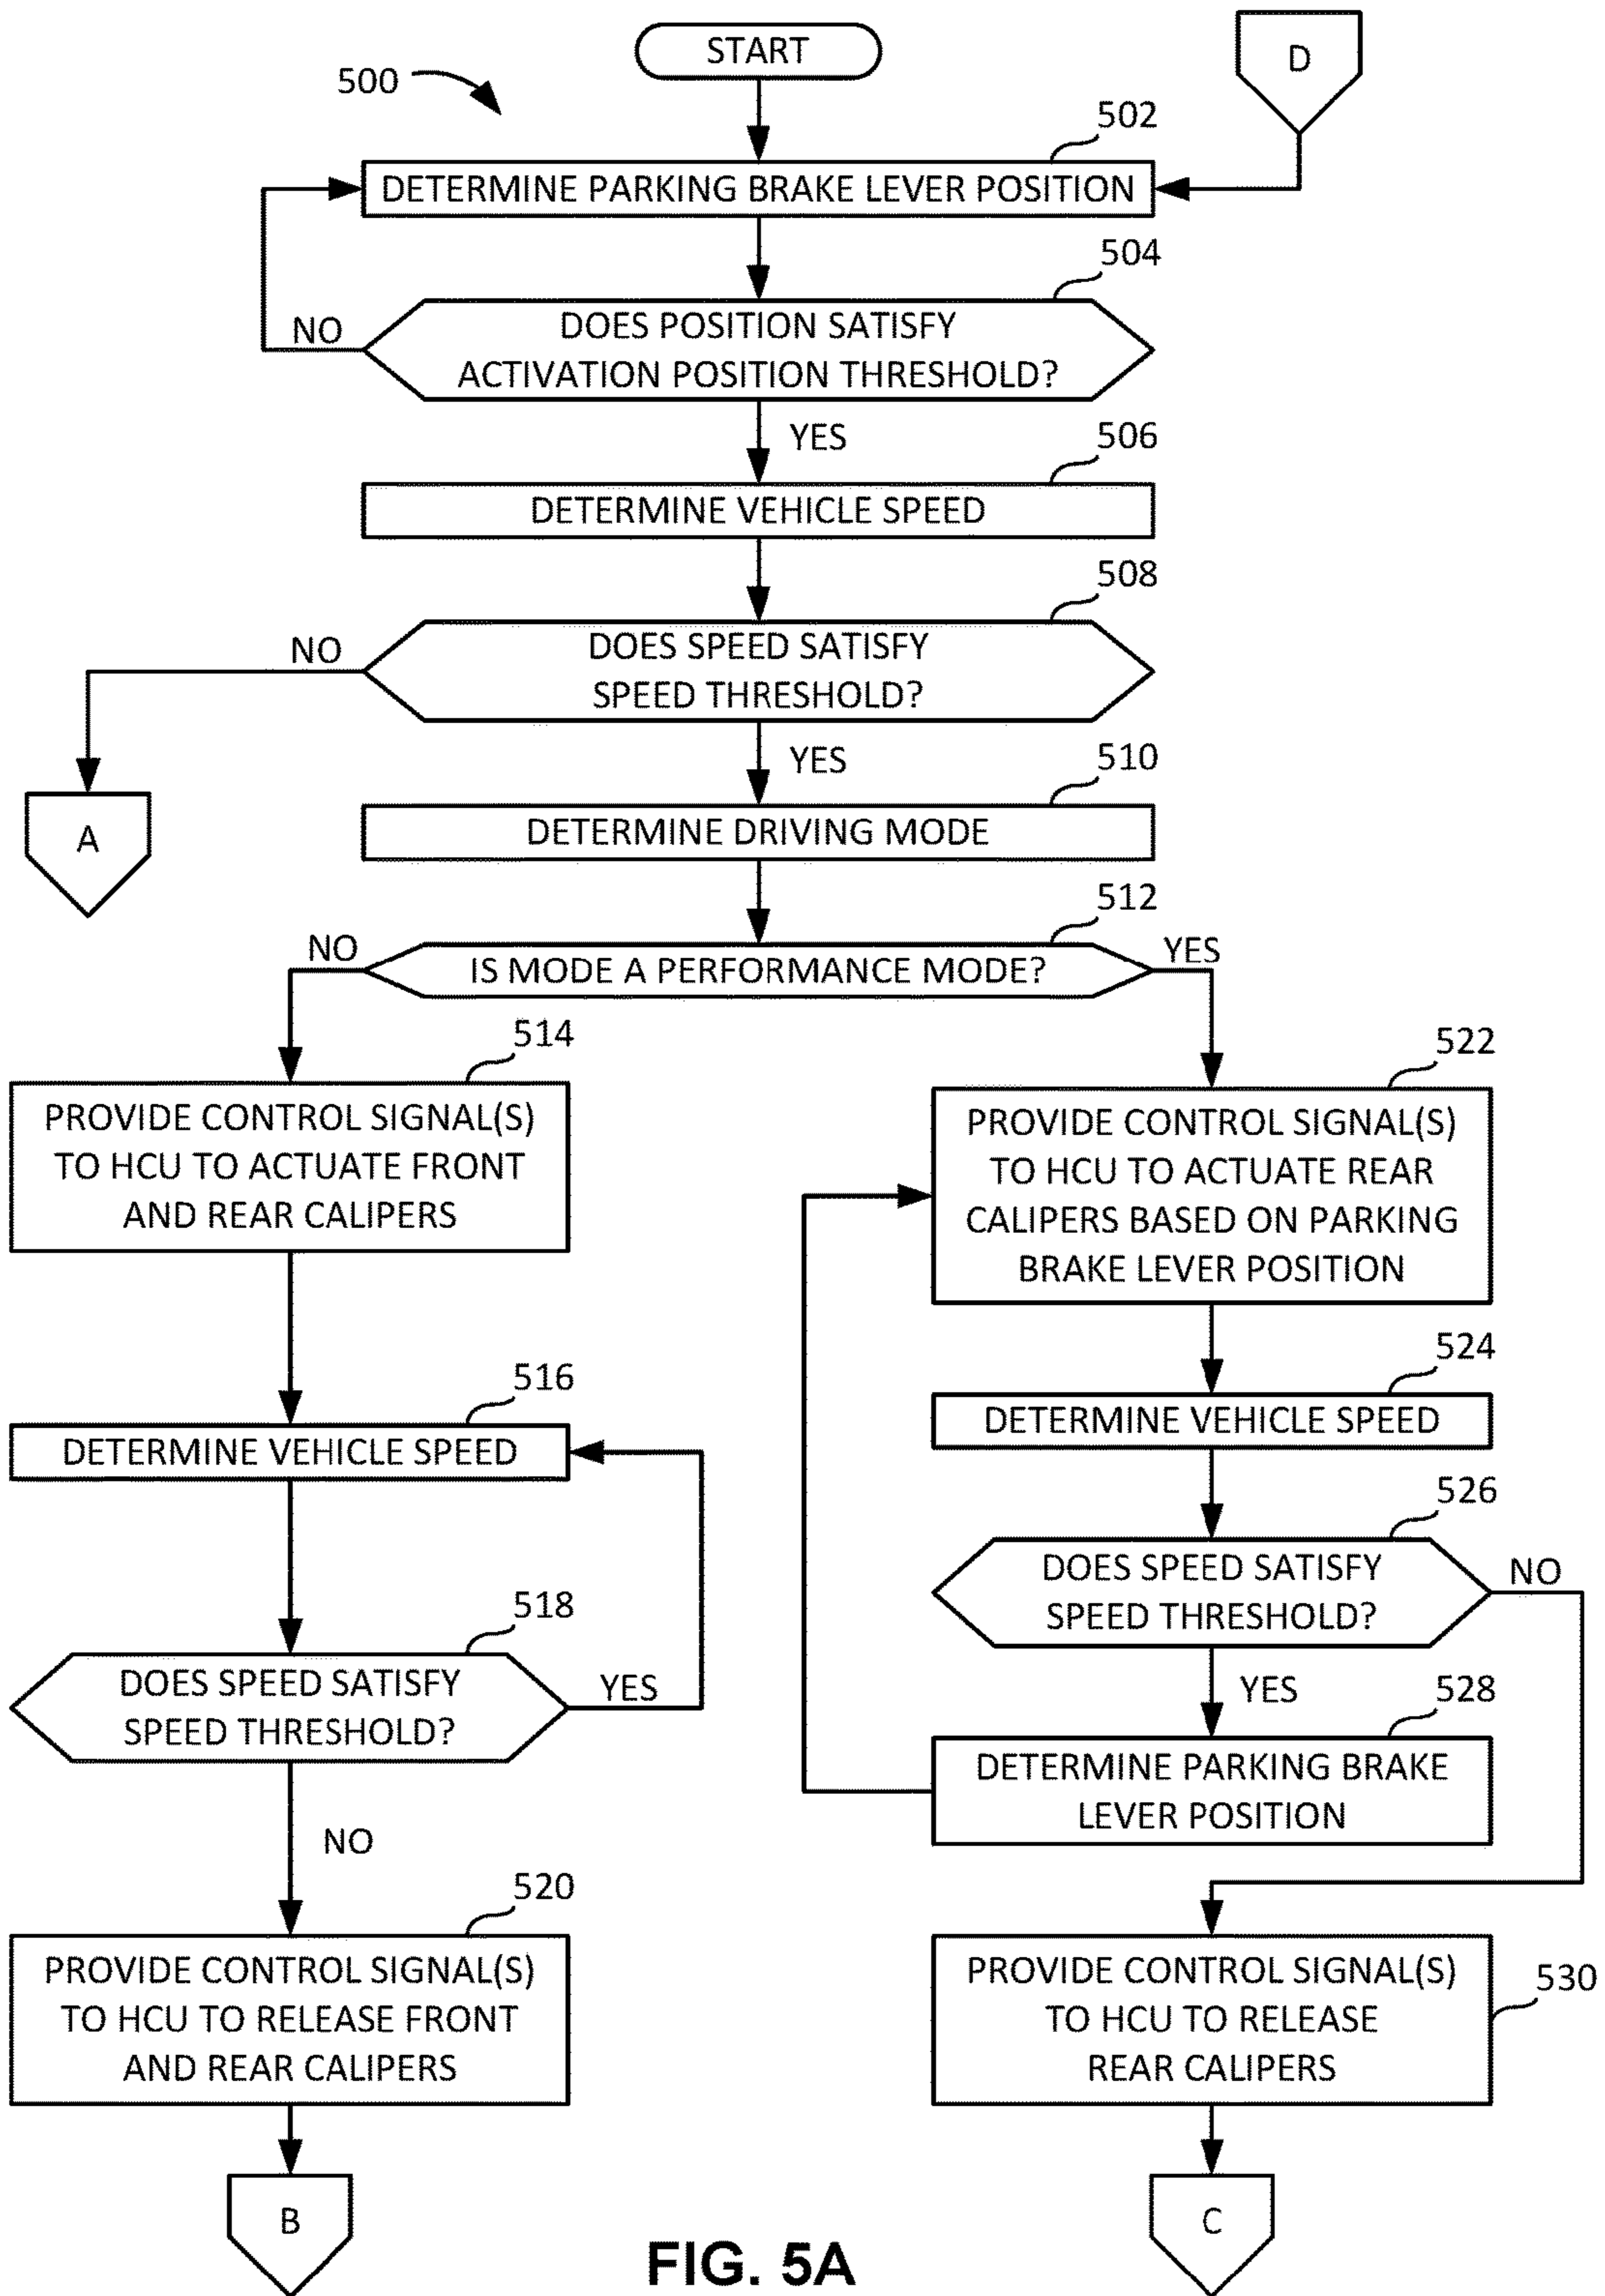 START
D
500
502
DETERMINE PARKING BRAKE LEVER POSITION
504
DOES POSITION SATISFY
ACTIVATION POSITION THRESHOLD?
NO
YES
506
DETERMINE VEHICLE SPEED
508
DOES SPEED SATISFY
SPEED THRESHOLD?
NO
YES
A
510
DETERMINE DRIVING MODE
512
IS MODE A PERFORMANCE MODE?
NO
YES
514
PROVIDE CONTROL SIGNAL(S)
TO HCU TO ACTUATE FRONT
AND REAR CALIPERS
516
DETERMINE VEHICLE SPEED
518
DOES SPEED SATISFY
SPEED THRESHOLD?
YES
NO
520
PROVIDE CONTROL SIGNAL(S)
TO HCU TO RELEASE FRONT
AND REAR CALIPERS
B
522
PROVIDE CONTROL SIGNAL(S)
TO HCU TO ACTUATE REAR
CALIPERS BASED ON PARKING
BRAKE LEVER POSITION
524
DETERMINE VEHICLE SPEED
526
DOES SPEED SATISFY
SPEED THRESHOLD?
NO
YES
528
DETERMINE PARKING BRAKE
LEVER POSITION
530
PROVIDE CONTROL SIGNAL(S)
TO HCU TO RELEASE
REAR CALIPERS
C
FIG. 5A